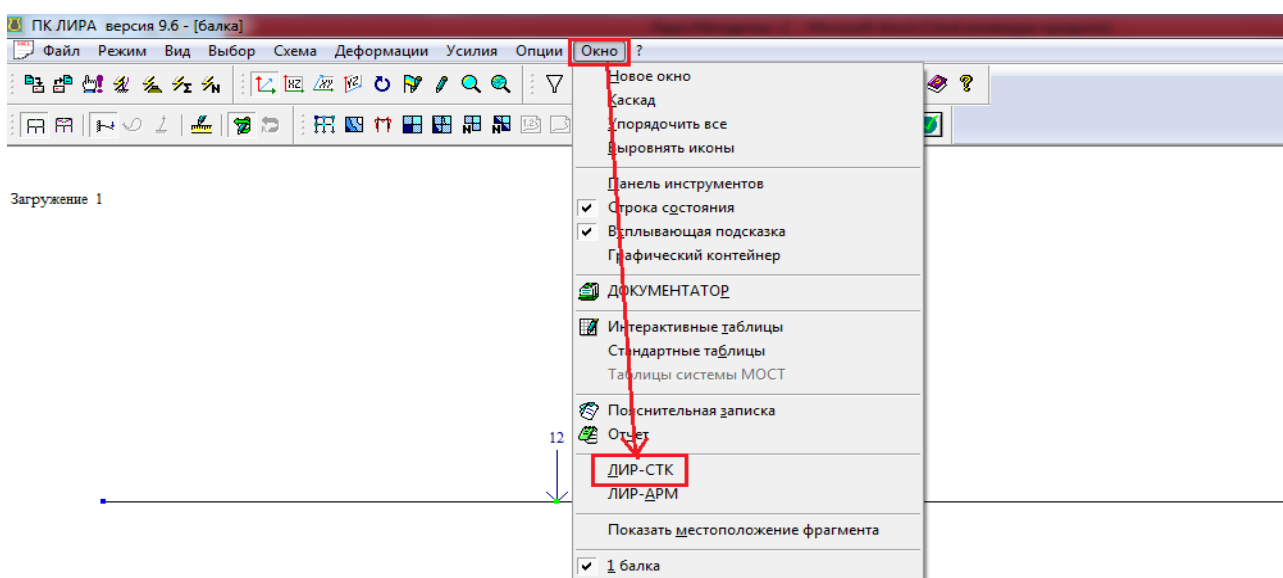 ПК ЛИРА версия 9.6 - [балка]
Файл Режим Вид Выбор Схема Деформации Усилия Опции Окно ?
Новое окно
Каскад
Упорядочить все
Выровнять иконы
Панель инструментов
Загружение 1
Строка состояния
Всплывающая подсказка
Графический контейнер
ДОКУМЕНТАТОР
Интерактивные таблицы
Стандартные таблицы
Таблицы системы МОСТ
Пояснительная записка
12
Отчет
ЛИР-СТК
ЛИР-АРМ
Показать местоположение фрагмента
1 балка